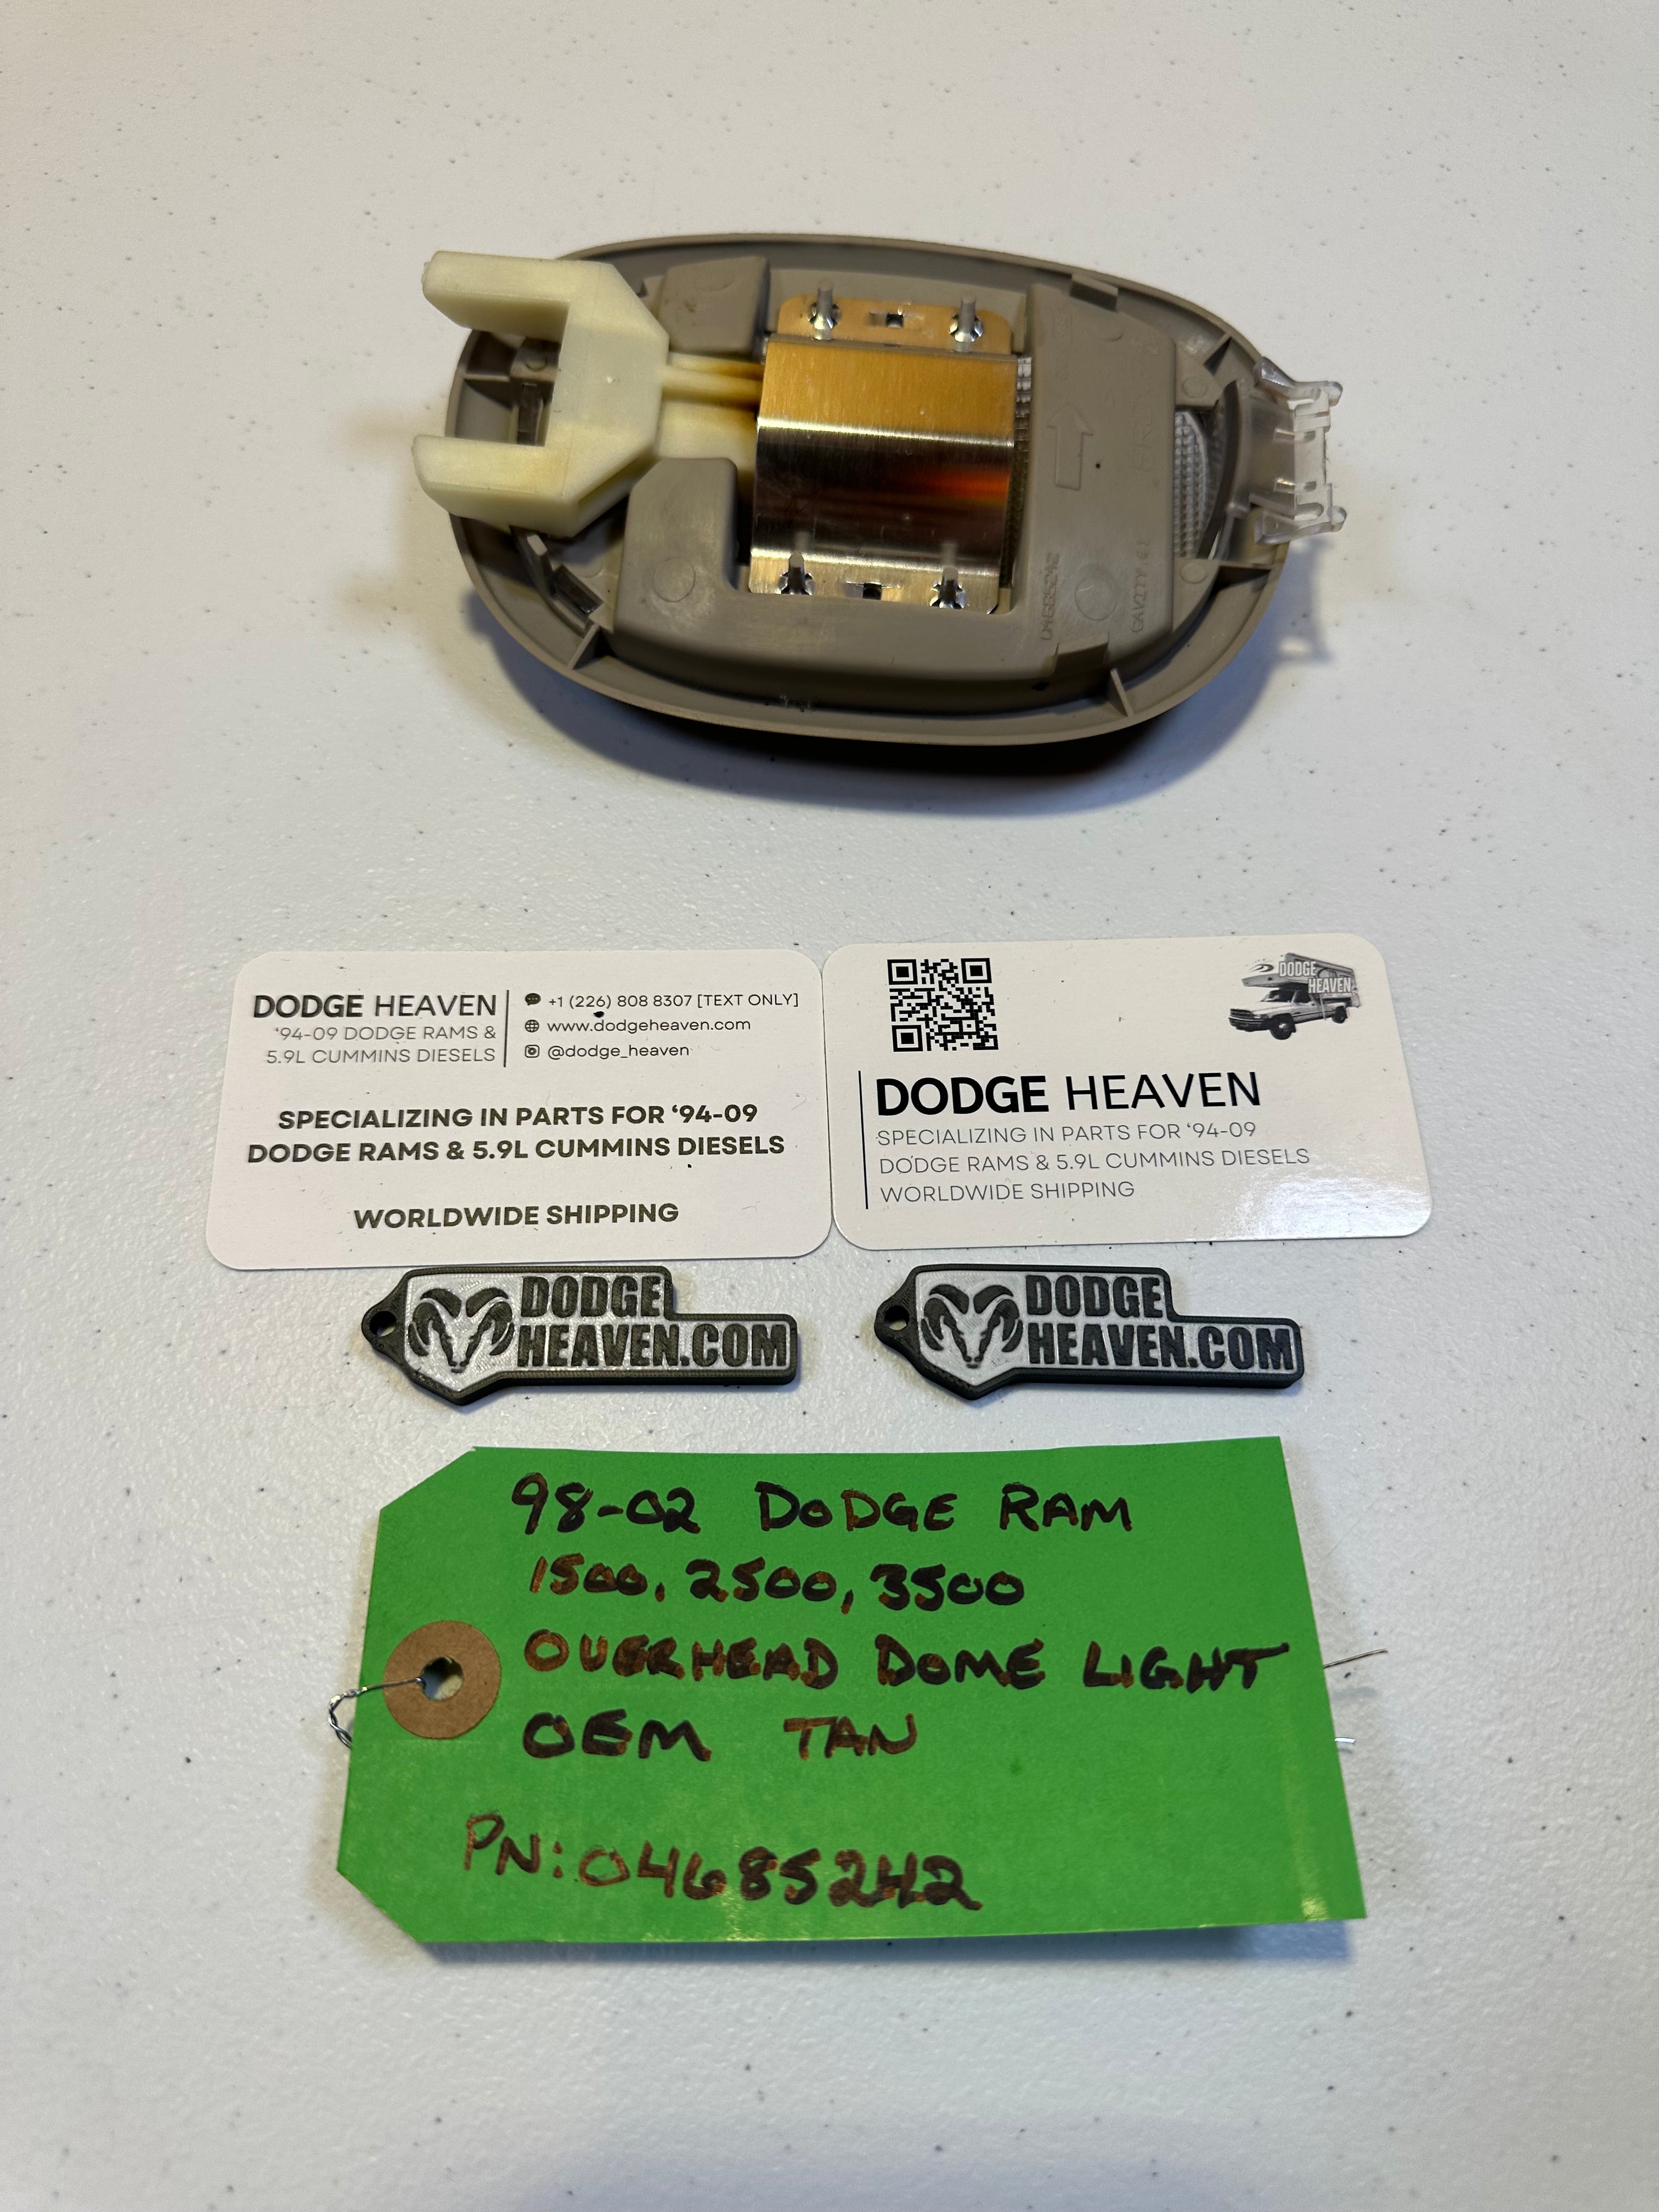 CAVITY #1
DODGE HEAVEN
'94-09 DODGE RAMS &
5.9L CUMMINS DIESELS
+1 (226) 808 8307 [TEXT ONLY]
www.dodgeheaven.com
@dodge_heaven
SPECIALIZING IN PARTS FOR '94-09
DODGE RAMS & 5.9L CUMMINS DIESELS
WORLDWIDE SHIPPING
DODGE
HEAVEN
DODGE HEAVEN
SPECIALIZING IN PARTS FOR '94-09
DODGE RAMS & 5.9L CUMMINS DIESELS
WORLDWIDE SHIPPING
DODGE
HEAVEN.COM
DODGE
HEAVEN.COM
98-02 DODGE RAM
1500, 2500, 3500
OVERHEAD DOME LIGHT
OEM TAN
PN: 04685242